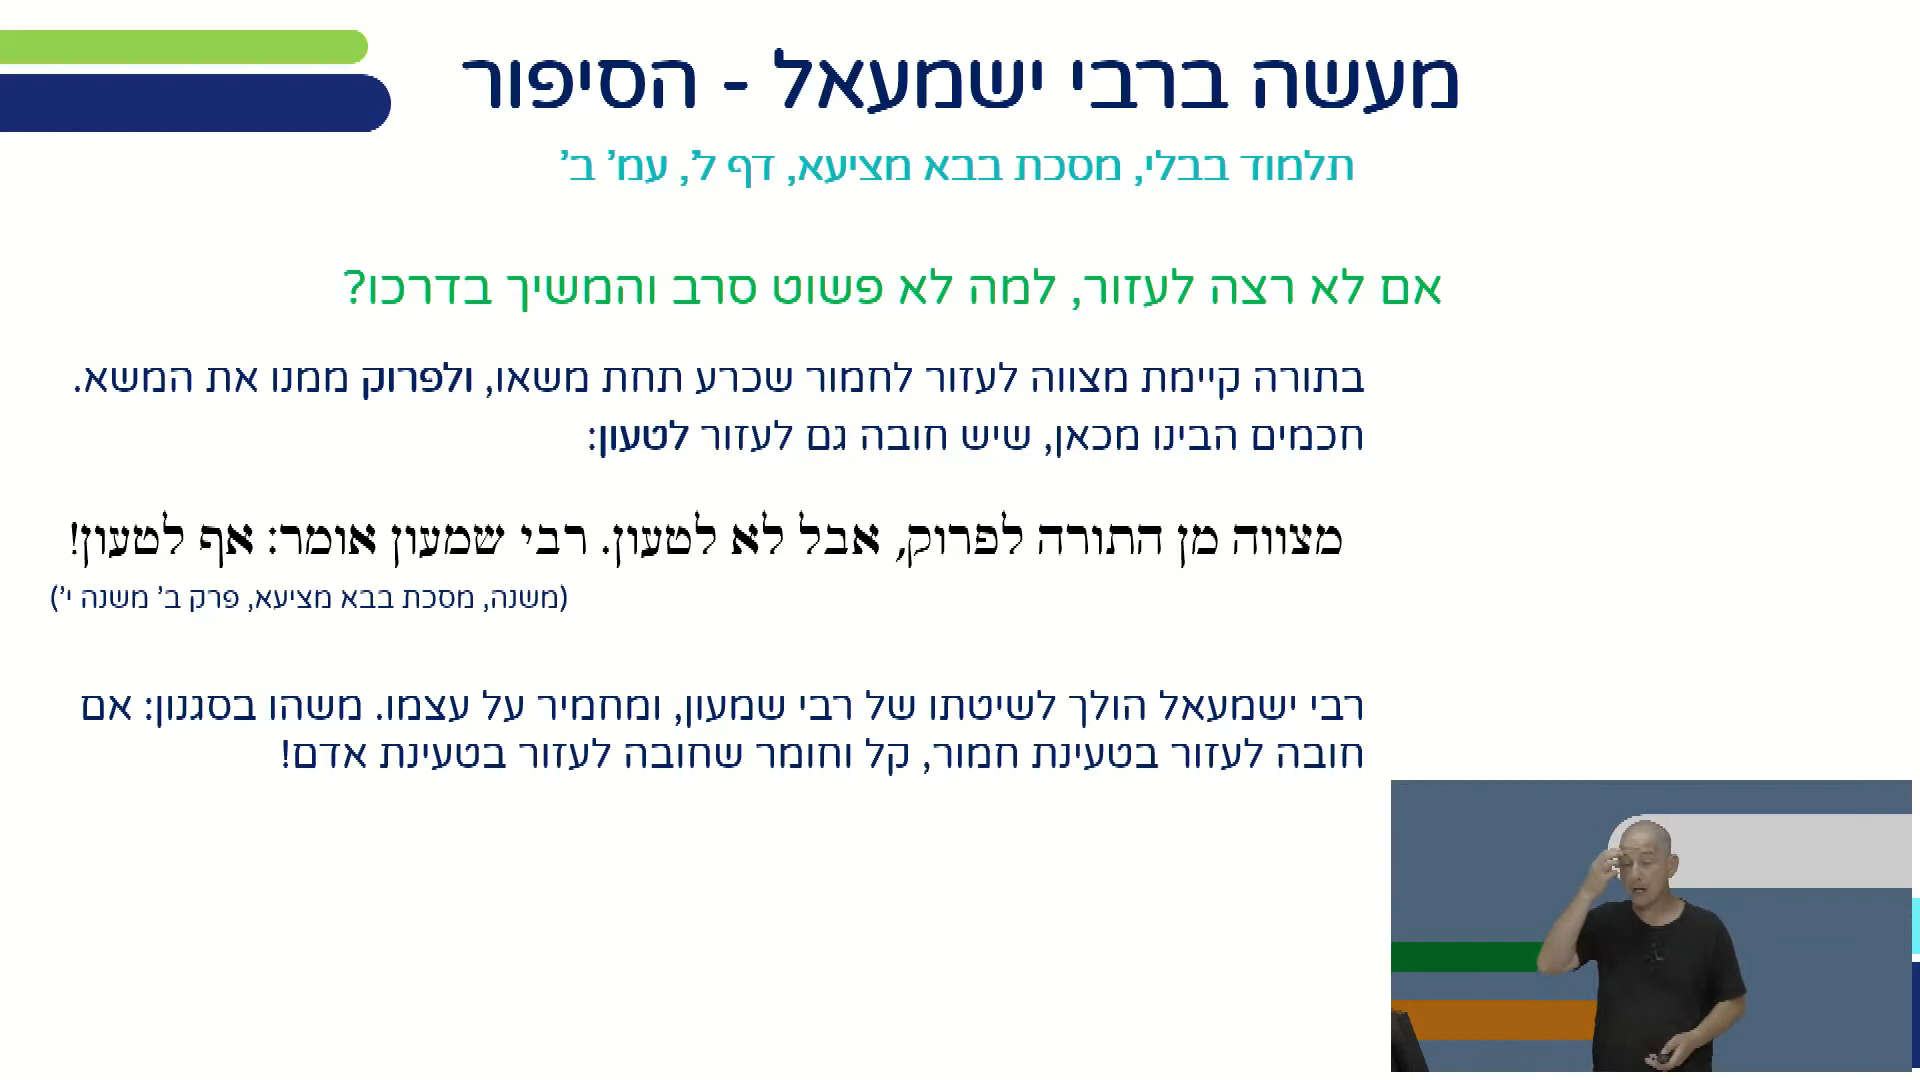 מעשה ברבי ישמעאל - הסיפור
תלמוד בבלי, מסכת בבא מציעא, דף ל', עמ' ב'
אם לא רצה לעזור, למה לא פשוט סרב והמשיך בדרכו?
בתורה קיימת מצווה לעזור לחמור שכרע תחת משאו, ולפרוק ממנו את המשא.
חכמים הבינו מכאן, שיש חובה גם לעזור לטעון:
מצווה מן התורה לפרוק, אבל לא לטעון. רבי שמעון אומר: אף לטעון!
(משנה, מסכת בבא מציעא, פרק ב' משנה י')
רבי ישמעאל הולך לשיטתו של רבי שמעון, ומחמיר על עצמו. משהו בסגנון: אם
חובה לעזור בטעינת חמור, קל וחומר שחובה לעזור בטעינת אדם!